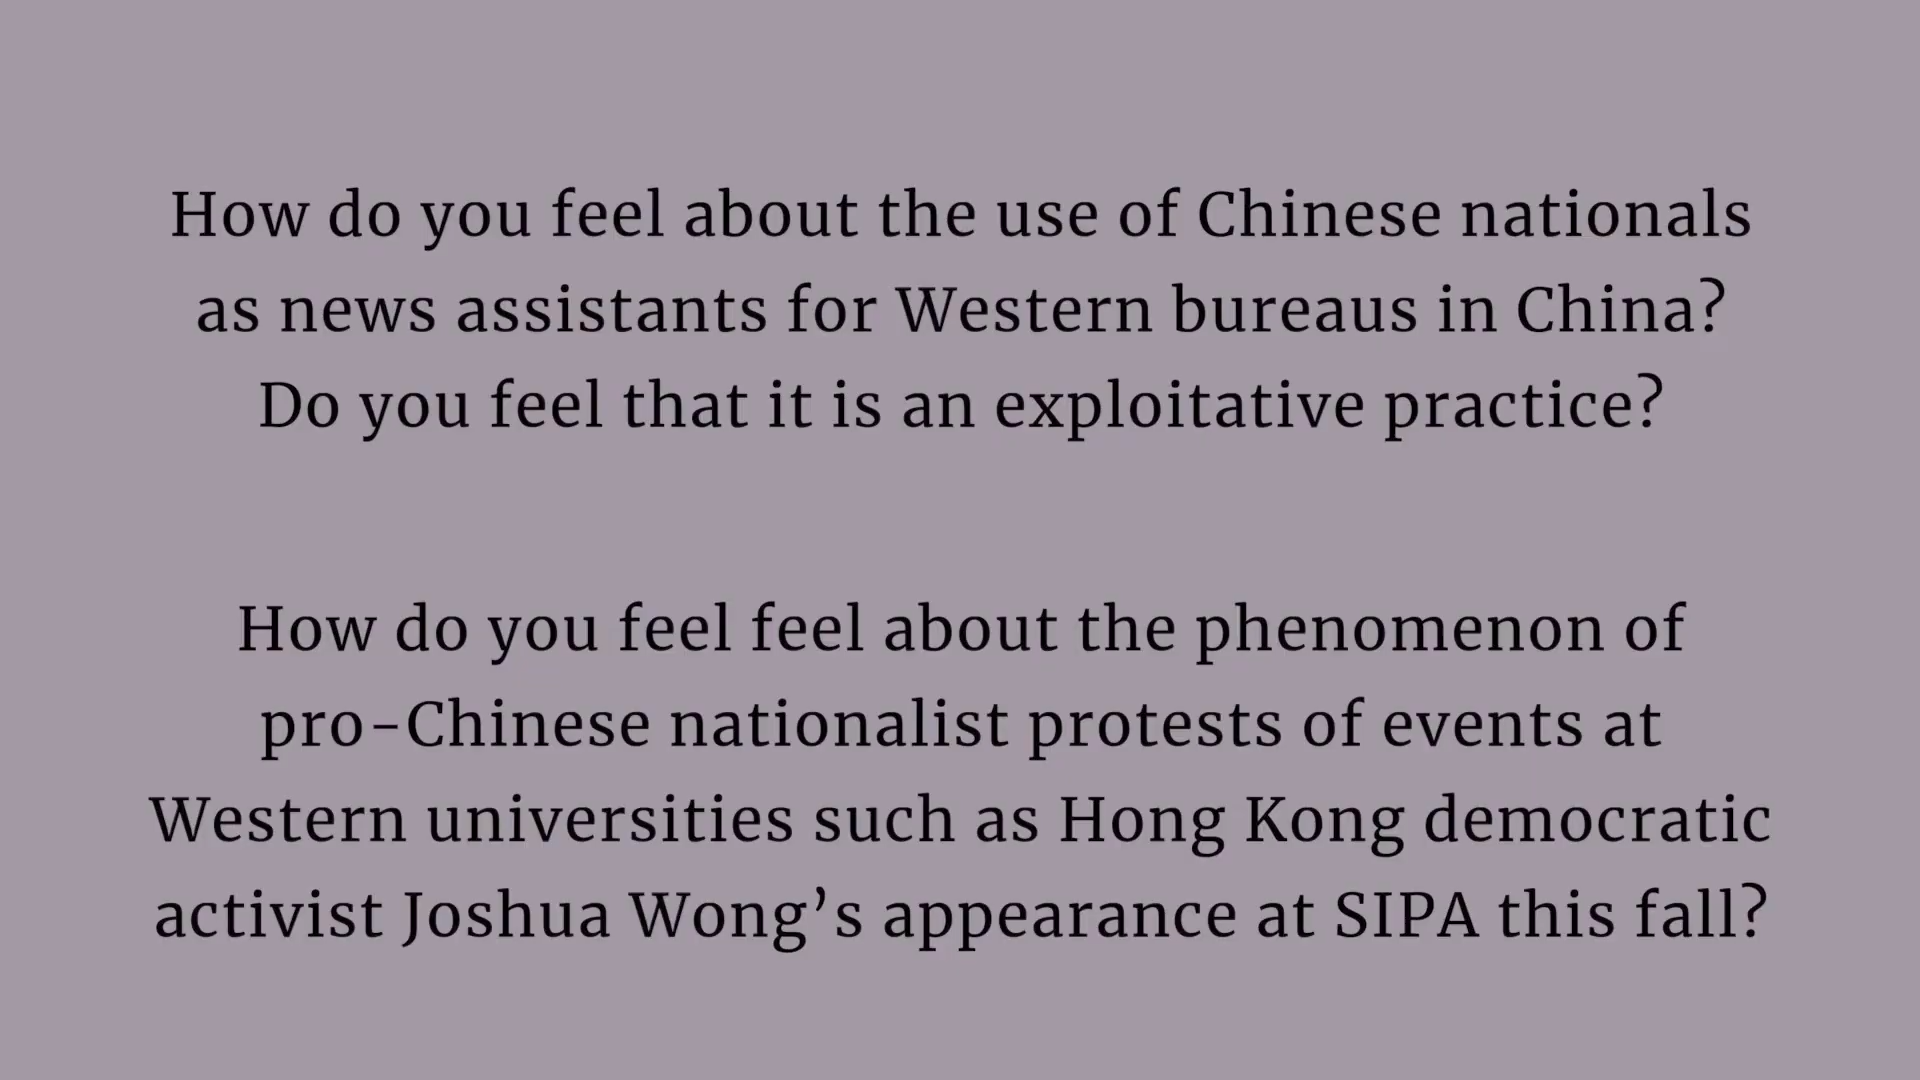 How do you feel about the use of Chinese nationals
as news assistants for Western bureaus in China?
Do you feel that it is an exploitative practice?
How do you feel feel about the phenomenon of
pro-Chinese nationalist protests of events at
Western universities such as Hong Kong democratic
activist Joshua Wong’s appearance at SIPA this fall?